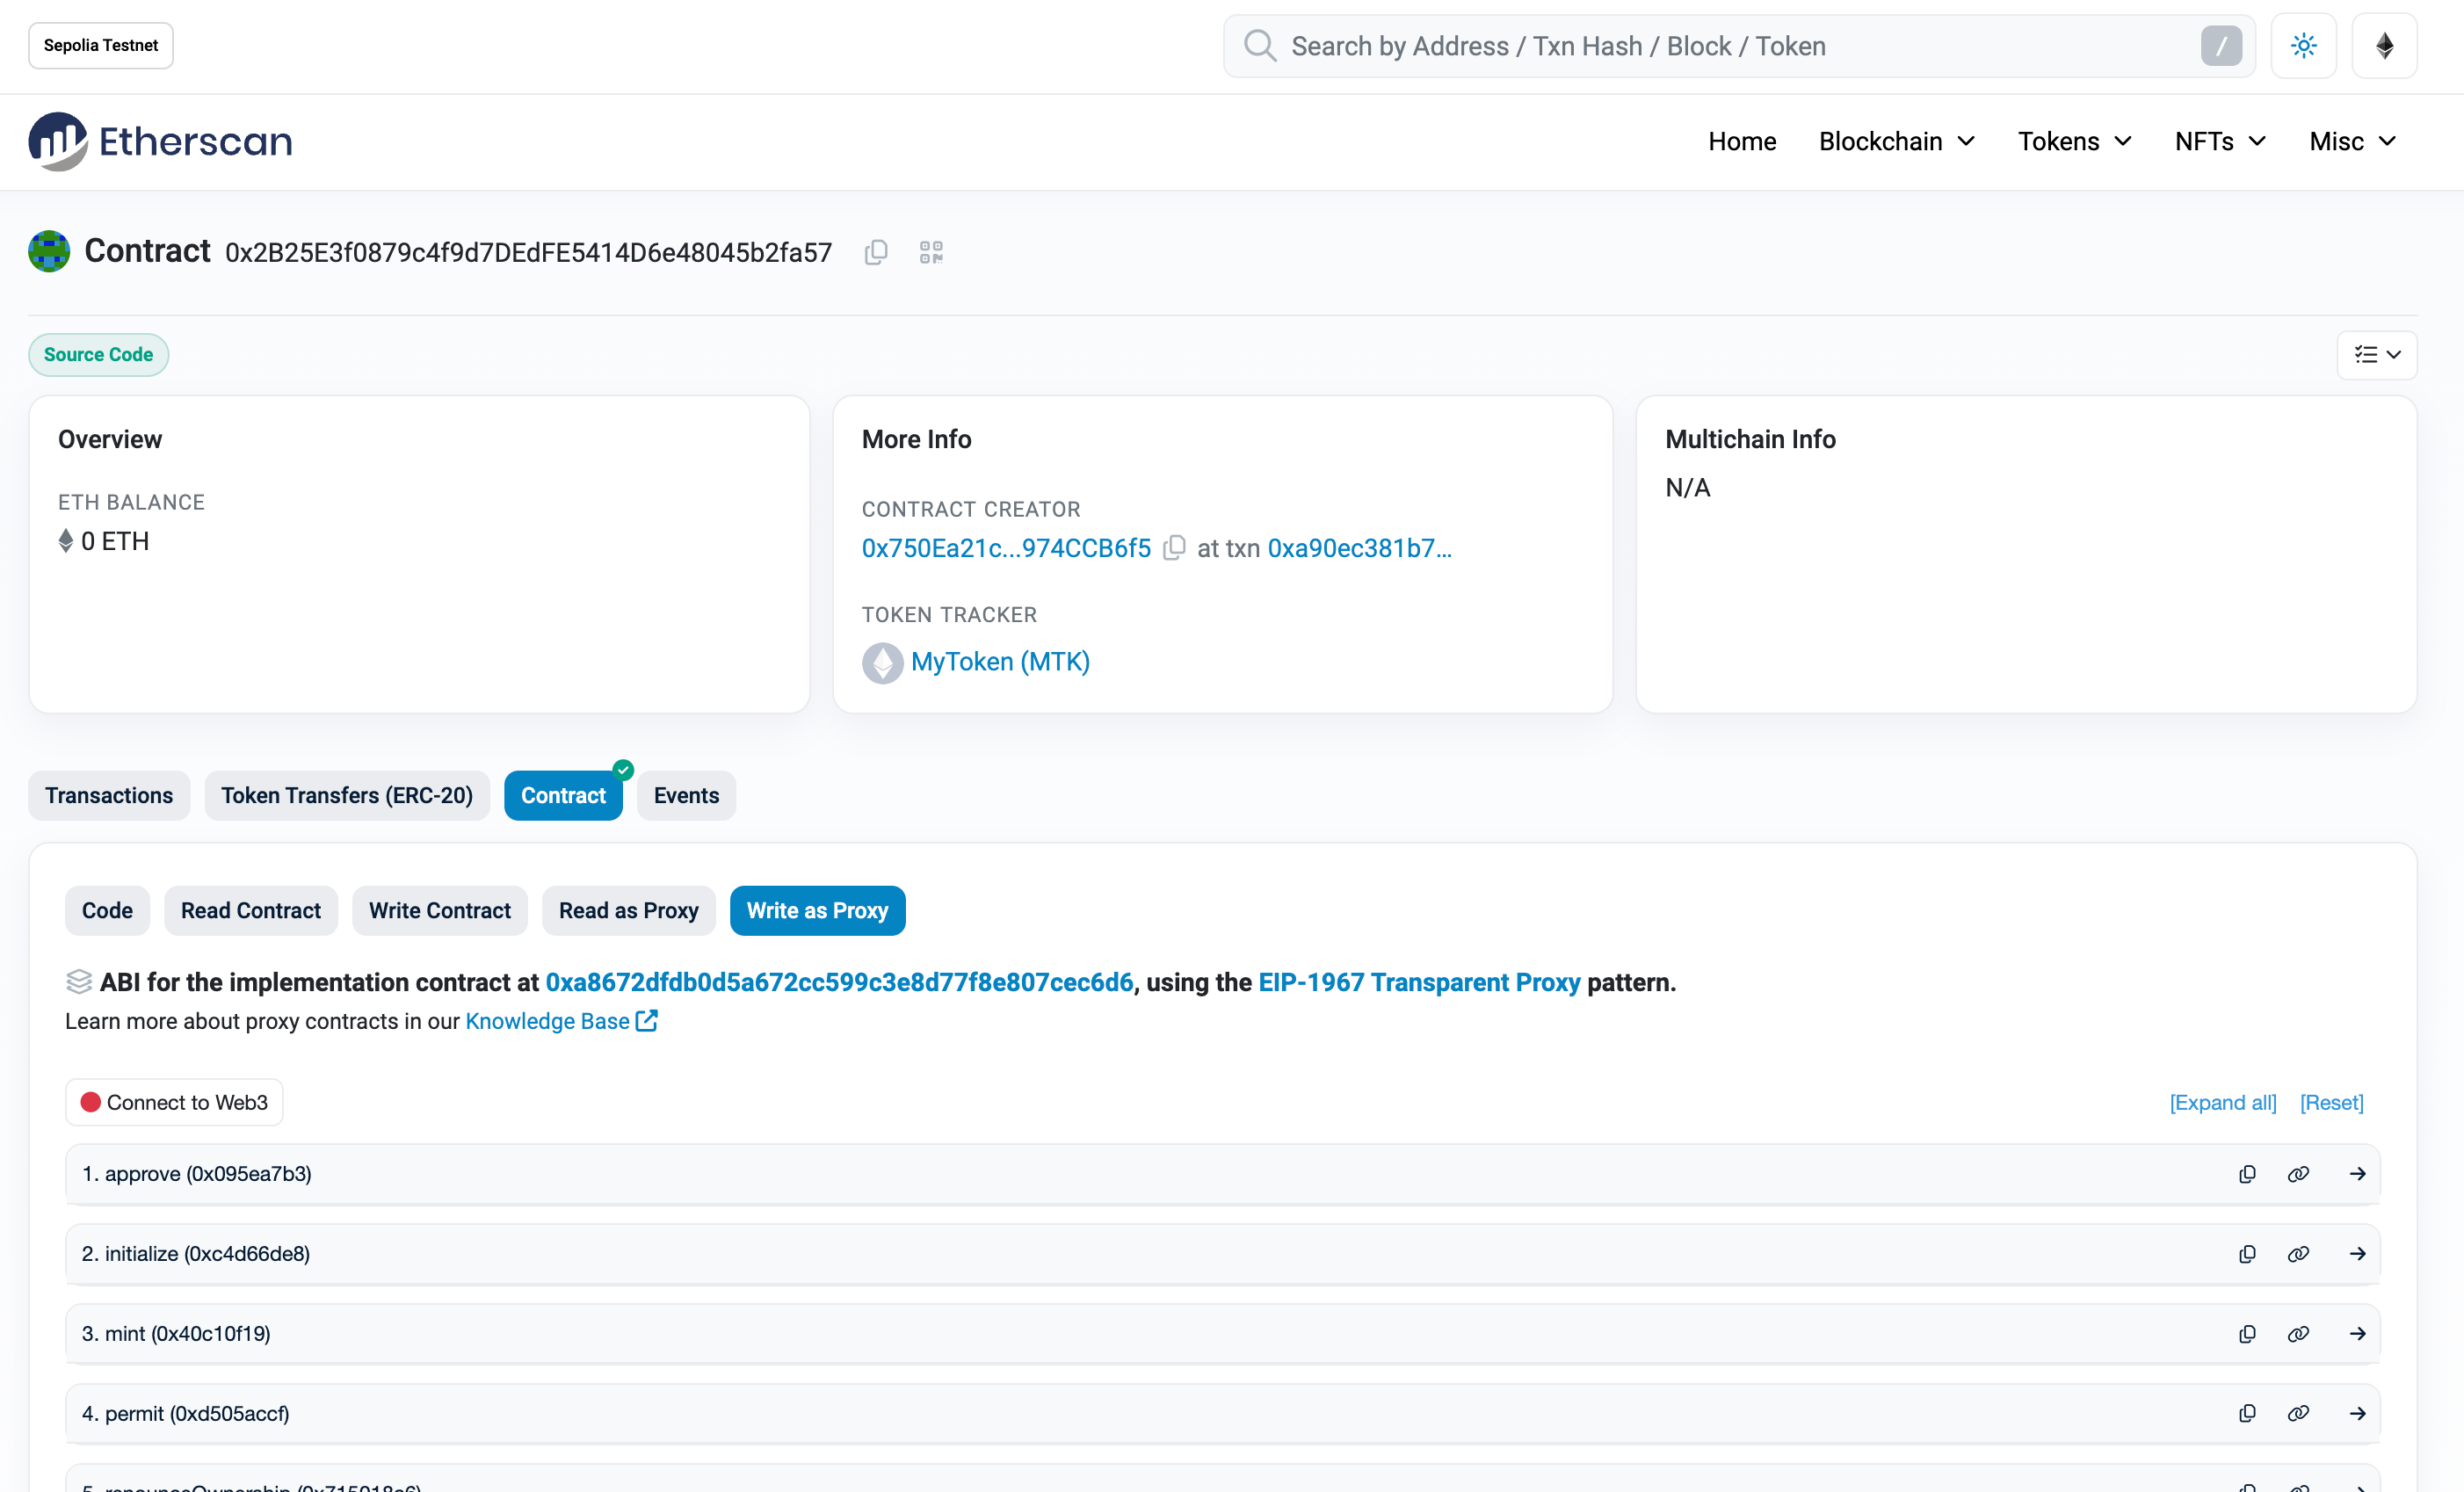 Sepolia Testnet
Search by Address / Txn Hash / Block / Token
/
Etherscan
Home
Blockchain
Tokens
NFTs
Misc
Contract 0x2B25E3f0879c4f9d7DEdFE5414D6e48045b2fa57
Source Code
Overview
ETH BALANCE
0 ETH
More Info
CONTRACT CREATOR
0x750Ea21c...974CCB6f5 at txn 0xa90ec381b7...
TOKEN TRACKER
MyToken (MTK)
Multichain Info
N/A
Transactions
Token Transfers (ERC-20)
Contract
Events
Code
Read Contract
Write Contract
Read as Proxy
Write as Proxy
ABI for the implementation contract at 0xa8672dfdb0d5a672cc599c3e8d77f8e807cec6d6, using the EIP-1967 Transparent Proxy pattern.
Learn more about proxy contracts in our Knowledge Base
Connect to Web3
[Expand all]
[Reset]
1. approve (0x095ea7b3)
2. initialize (0xc4d66de8)
3. mint (0x40c10f19)
4. permit (0xd505accf)
5. renounceOwnership (0x715018a6)